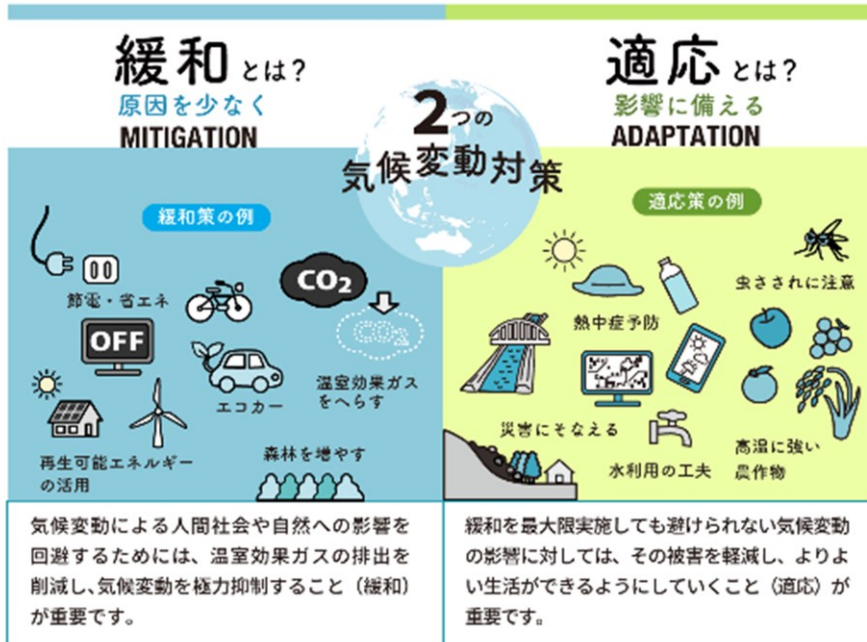 緩和とは?
原因を少なく
MITIGATION
2つの
気候変動対策
適応とは?
影響に備える
ADAPTATION
緩和策の例
節電・省エネ
OFF
CO₂
CO₂
エコカー
温室効果ガス
をへらす
再生可能エネルギー
の活用
森林を増やす
適応策の例
虫さされに注意
熱中症予防
災害にそなえる
水利用の工夫
高温に強い
農作物
気候変動による人間社会や自然への影響を
回避するためには、温室効果ガスの排出を
削減し、気候変動を極力抑制すること(緩和)
が重要です。
緩和を最大限実施しても避けられない気候変動
の影響に対しては、その被害を軽減し、よりよ
い生活ができるようにしていくこと(適応)が
重要です。